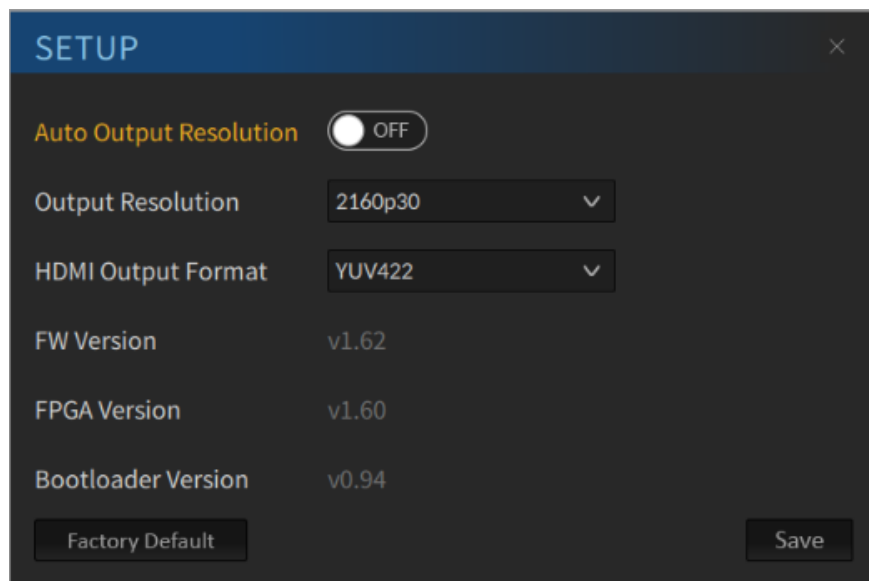 SETUP
Auto Output Resolution OFF
Output Resolution 2160p30
HDMI Output Format YUV422
FW Version v1.62
FPGA Version v1.60
Bootloader Version v0.94
Factory Default Save